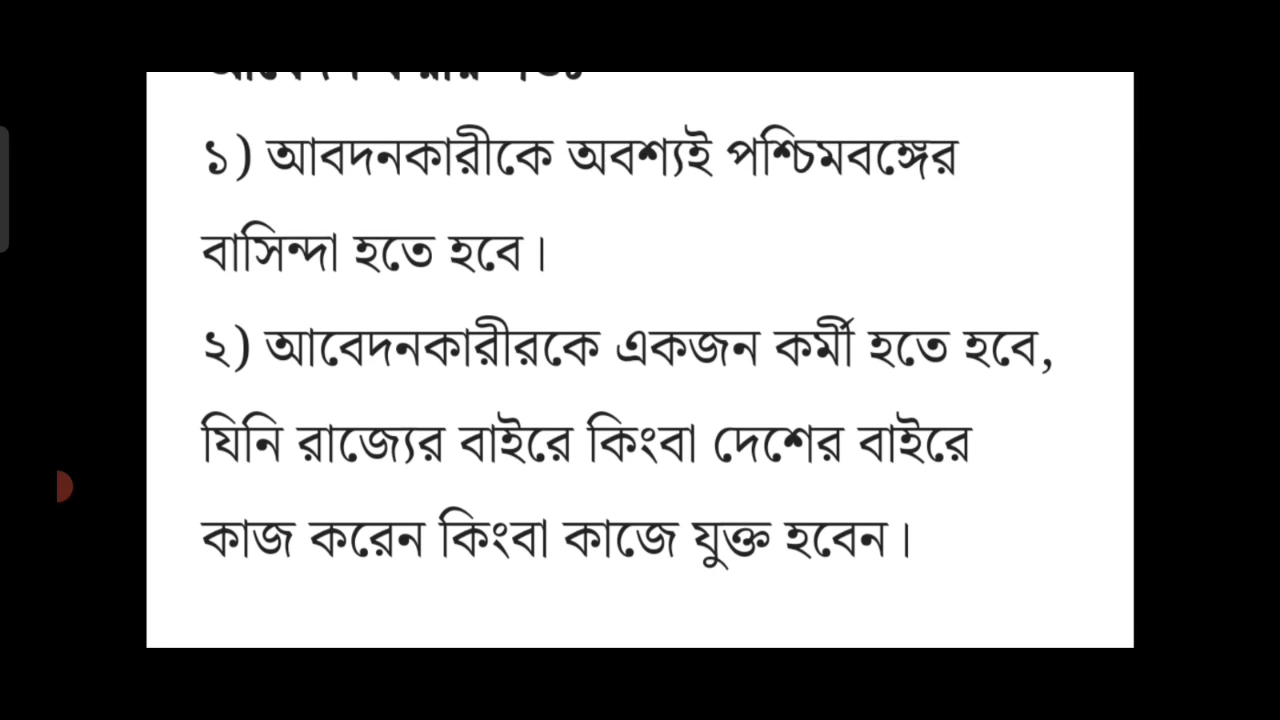 ১) আবদনকারীকে অবশ্যই পশ্চিমবঙ্গের
বাসিন্দা হতে হবে।
২) আবেদনকারীরকে একজন কর্মী হতে হবে,
যিনি রাজ্যের বাইরে কিংবা দেশের বাইরে
কাজ করেন কিংবা কাজে যুক্ত হবেন।